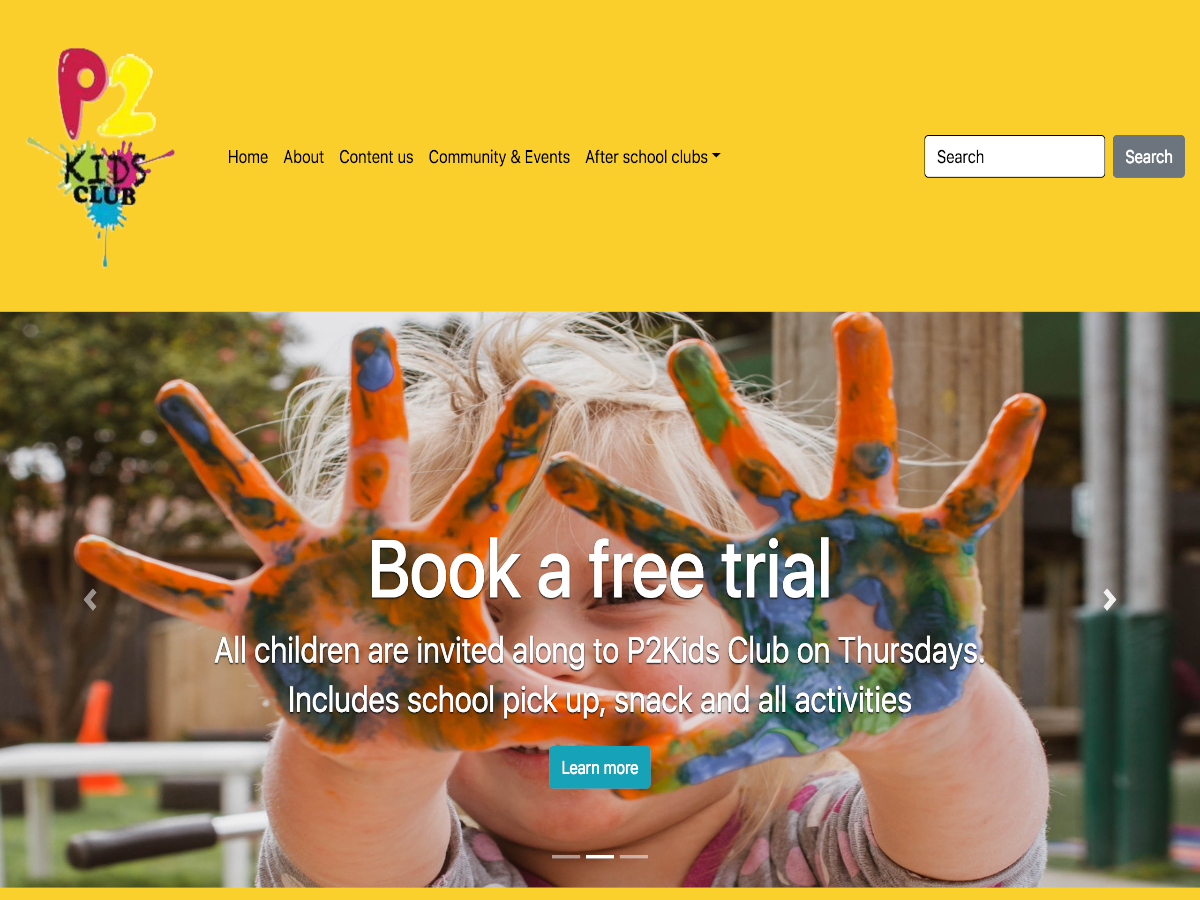 P2
KIDS
CLUB
Home About Content us Community & Events After school clubs
Search Search
Book a free trial
All children are invited along to P2Kids Club on Thursdays.
Includes school pick up, snack and all activities
Learn more